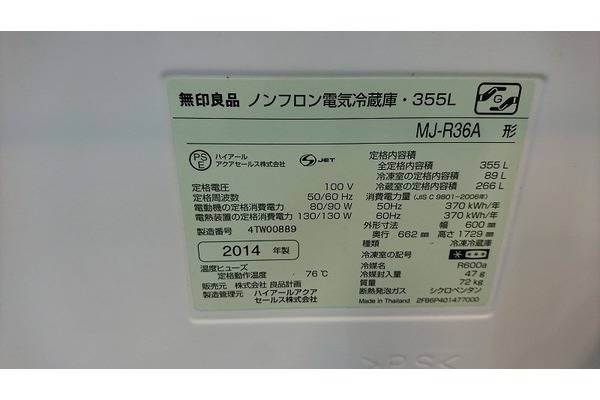 無印良品 ノンフロン電気冷蔵庫・355L
G
MJ-R36A 形
PS
E
ハイアール
アクアセールス株式会社
JET
定格電圧 100 V
定格周波数 50/60 Hz
電動機の定格消費電力 80/90 W
電熱装置の定格消費電力 130/130 W
製造番号 4TW00889
2014 年製
温度ヒューズ
定格動作温度 76℃
販売元 株式会社 良品計画
製造管理元 ハイアールアクア
セールス株式会社
定格内容積
全定格内容積 355 L
冷凍室の定格内容積 89 L
冷蔵室の定格内容積 266 L
消費電力量 (JIS C 9801-2006年)
50Hz 370 kWh/年
60Hz 370 kWh/年
外形寸法 幅 600 mm
奥行 662 mm 高さ 1729 mm
種類 冷凍冷蔵庫
冷凍室の記号
冷媒名 R600a
冷媒封入量 47 g
質量 72 kg
断熱発泡ガス シクロペンタン
Made in Thailand 2FB6P401477000
>PS<